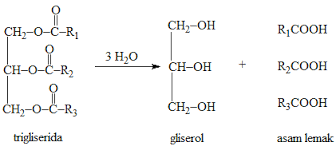 O
CH₂–O–C–R₁
O
CH–O–C–R₂
O
CH₂–O–C–R₃
trigliserida
3 H₂O
CH₂–OH
CH–OH
CH₂–OH
gliserol
+
R₁COOH
R₂COOH
R₃COOH
asam lemak